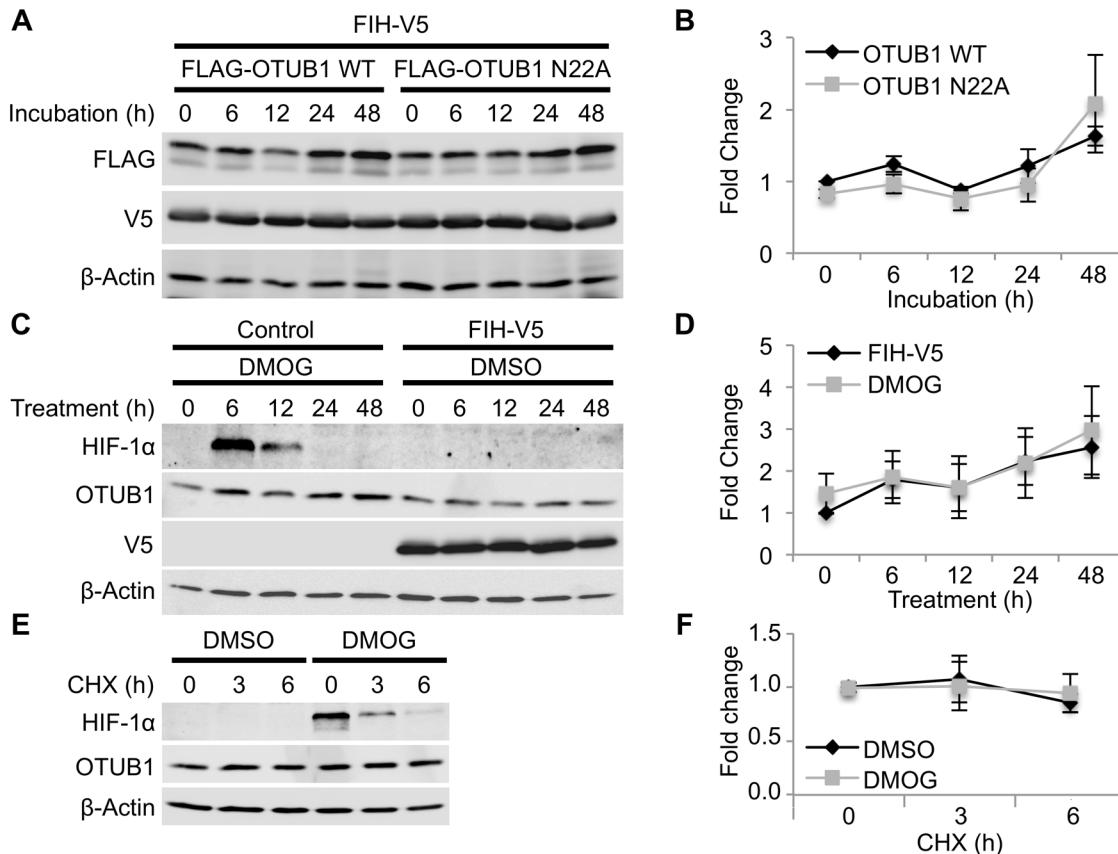 A
FIH-V5
FLAG-OTUB1 WT FLAG-OTUB1 N22A
Incubation (h) 0 6 12 24 48 0 6 12 24 48
FLAG
V5
β-Actin
B
3
2
1
0
Fold Change
OTUB1 WT
OTUB1 N22A
0 6 12 24 48
Incubation (h)
C
Control FIH-V5
DMOG DMSO
Treatment (h) 0 6 12 24 48 0 6 12 24 48
HIF-1α
OTUB1
V5
β-Actin
D
5
4
3
2
1
0
Fold Change
FIH-V5
DMOG
0 6 12 24 48
Treatment (h)
E
DMSO DMOG
CHX (h) 0 3 6 0 3 6
HIF-1α
OTUB1
β-Actin
F
1.5
1.0
0.5
0.0
Fold change
DMSO
DMOG
0 3 6
CHX (h)